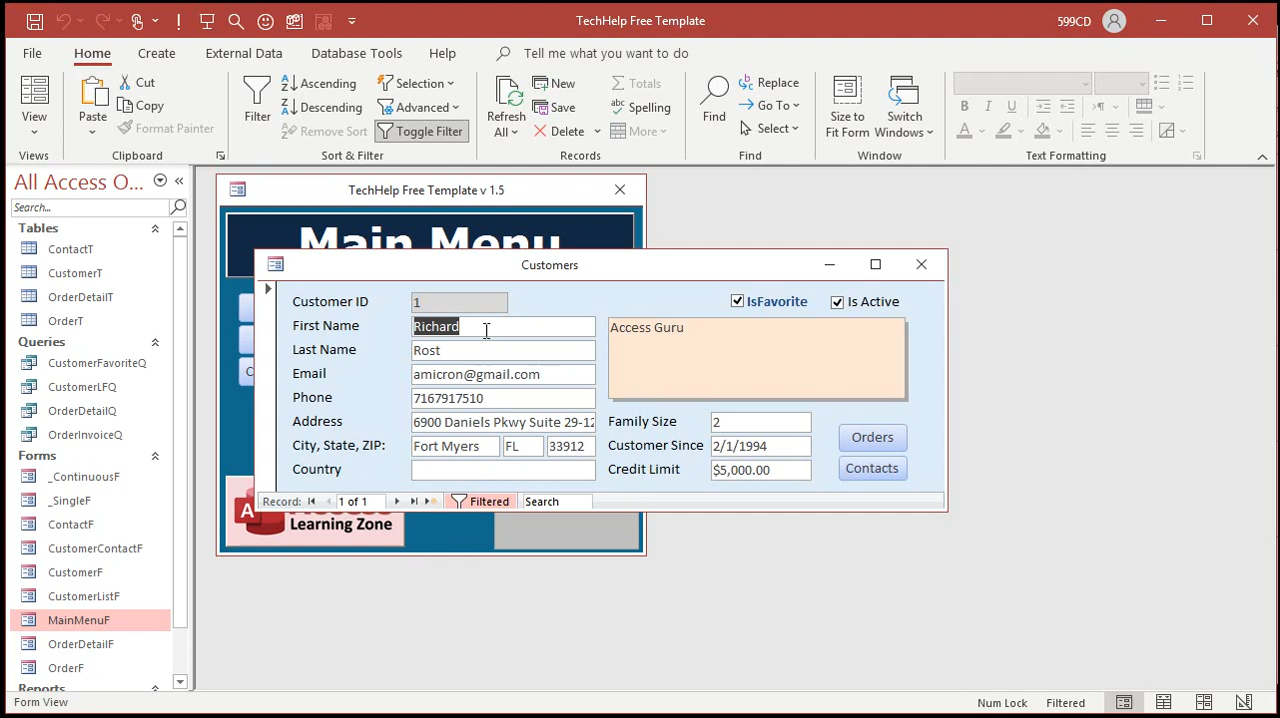 TechHelp Free Template
599CD
File Home Create External Data Database Tools Help Tell me what you want to do
View
Views
Paste
Cut
Copy
Format Painter
Clipboard
Filter
Ascending
Descending
Remove Sort
Selection
Advanced
Toggle Filter
Sort & Filter
Refresh
All
New
Save
Delete
Totals
Spelling
More
Records
Find
Replace
Go To
Select
Find
Size to
Fit Form
Switch
Windows
Window
Text Formatting
All Access O...
Search...
Tables
ContactT
CustomerT
OrderDetailT
OrderT
Queries
CustomerFavoriteQ
CustomerLFQ
OrderDetailQ
OrderInvoiceQ
Forms
_ContinuousF
_SingleF
ContactF
CustomerContactF
CustomerF
CustomerListF
MainMenuF
OrderDetailF
OrderF
Reports
TechHelp Free Template v 1.5
Main Menu
Customers
Customer ID 1
First Name Richard
Last Name Rost
Email amicron@gmail.com
Phone 7167917510
Address 6900 Daniels Pkwy Suite 29-12
City, State, ZIP: Fort Myers FL 33912
Country
IsFavorite Is Active
Access Guru
Family Size 2
Customer Since 2/1/1994
Credit Limit $5,000.00
Orders
Contacts
Record: 1 of 1 Filtered Search
Learning Zone
Form View Num Lock Filtered